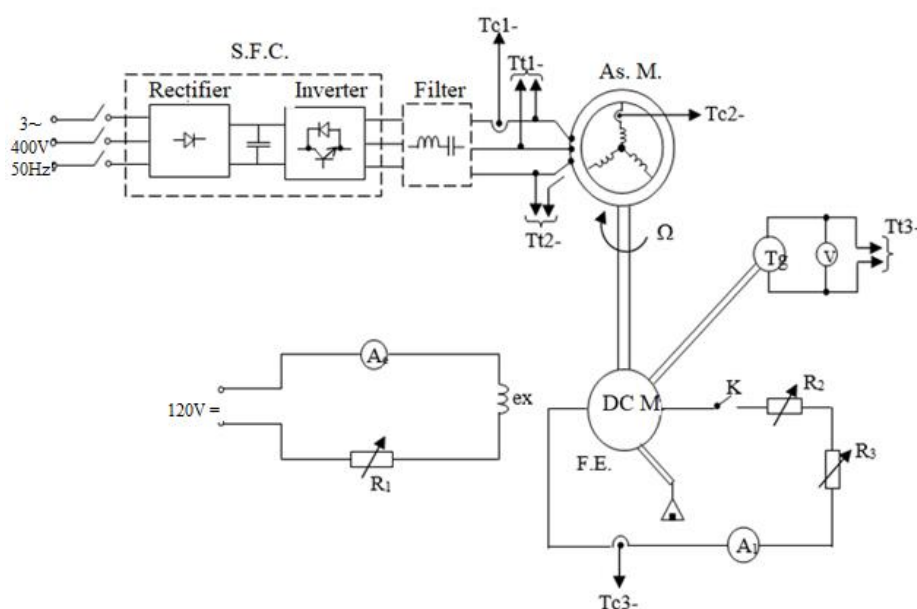 Tc1-
S.F.C.
Tt1-
As. M.
Rectifier
Inverter
Filter
3~
400V
50Hz
Tc2-
Tt2-
Ω
Tt3-
Tg
V
Ae
ex
120V =
R1
DC M.
K
R2
F.E.
R3
A1
Tc3-